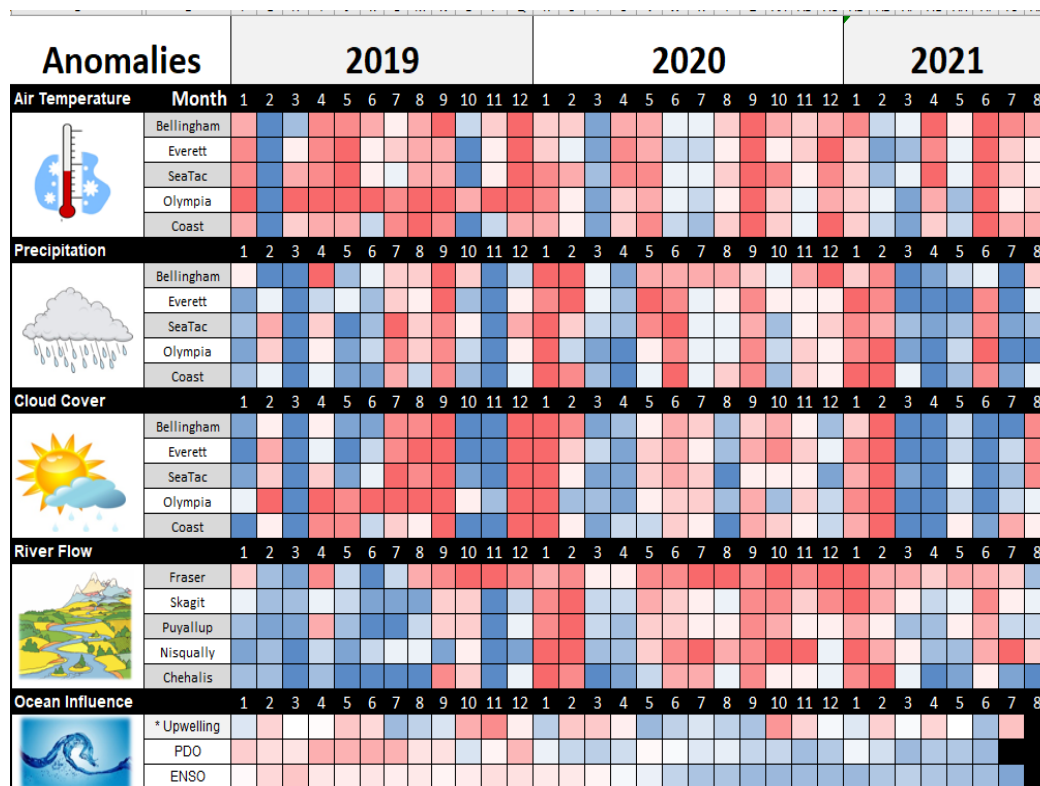 Anomalies 2019 2020 2021
Air Temperature Month 1 2 3 4 5 6 7 8 9 10 11 12 1 2 3 4 5 6 7 8 9 10 11 12 1 2 3 4 5 6 7 8
Bellingham
Everett
SeaTac
Olympia
Coast
Precipitation 1 2 3 4 5 6 7 8 9 10 11 12 1 2 3 4 5 6 7 8 9 10 11 12 1 2 3 4 5 6 7 8
Bellingham
Everett
SeaTac
Olympia
Coast
Cloud Cover 1 2 3 4 5 6 7 8 9 10 11 12 1 2 3 4 5 6 7 8 9 10 11 12 1 2 3 4 5 6 7 8
Bellingham
Everett
SeaTac
Olympia
Coast
River Flow 1 2 3 4 5 6 7 8 9 10 11 12 1 2 3 4 5 6 7 8 9 10 11 12 1 2 3 4 5 6 7 8
Fraser
Skagit
Puyallup
Nisqually
Chehalis
Ocean Influence 1 2 3 4 5 6 7 8 9 10 11 12 1 2 3 4 5 6 7 8 9 10 11 12 1 2 3 4 5 6 7 8
* Upwelling
PDO
ENSO